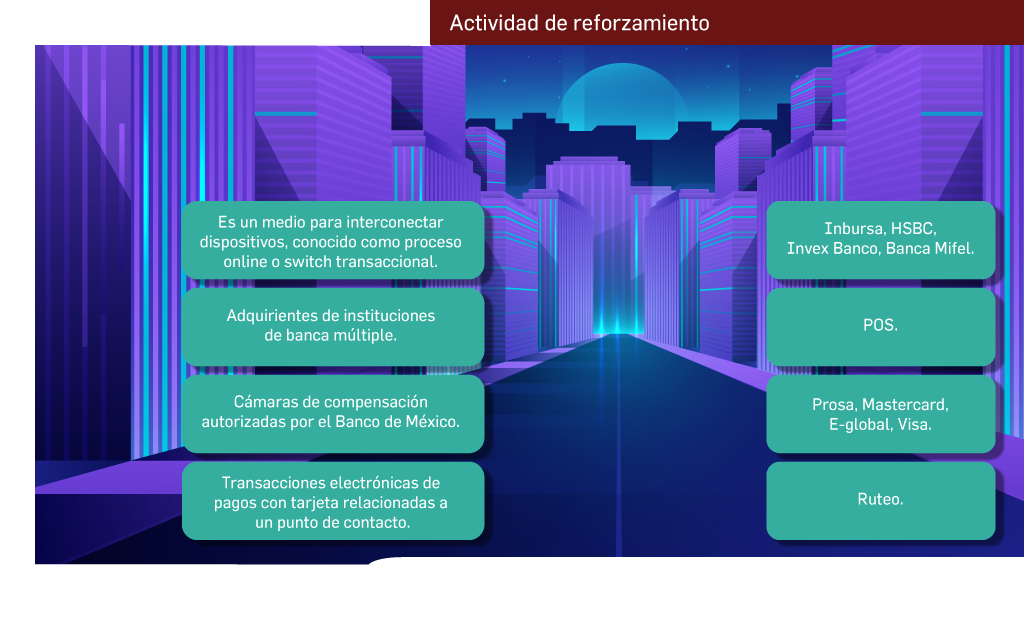 Actividad de reforzamiento
Es un medio para interconectar
dispositivos, conocido como proceso
online o switch transaccional.
Inbursa, HSBC,
Invex Banco, Banca Mifel.
Adquirientes de instituciones
de banca múltiple.
POS.
Cámaras de compensación
autorizadas por el Banco de México.
Prosa, Mastercard,
E-global, Visa.
Transacciones electrónicas de
pagos con tarjeta relacionadas a
un punto de contacto.
Ruteo.